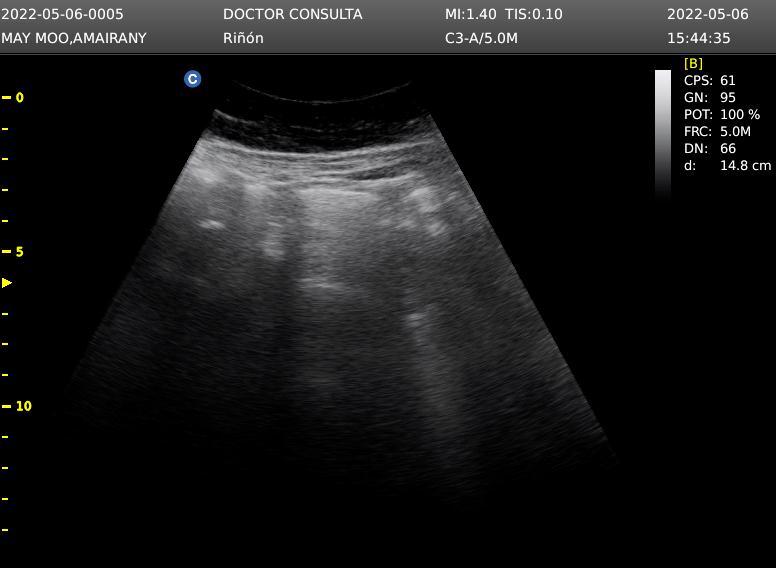 2022-05-06-0005 DOCTOR CONSULTA MI:1.40 TIS:0.10 2022-05-06
MAY MOO,AMAIRANY Riñón C3-A/5.0M 15:44:35
C
[B]
CPS: 61
GN: 95
POT: 100 %
FRC: 5.0M
DN: 66
d: 14.8 cm
0
5
10